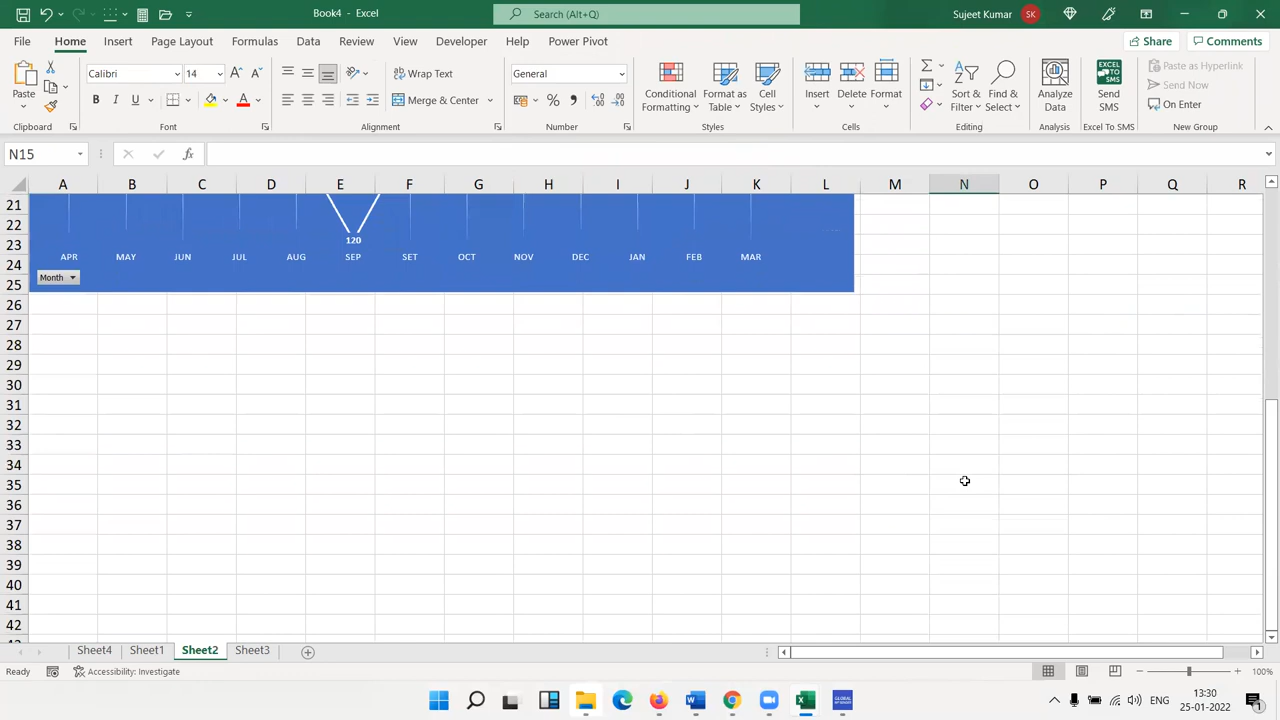 Book4 - Excel
Search (Alt+Q)
Sujeet Kumar
SK
File Home Insert Page Layout Formulas Data Review View Developer Help Power Pivot
Share
Comments
Paste
Calibri
14
B I U
A
Wrap Text
Merge & Center
General
%
Conditional Formatting
Format as Table
Cell Styles
Insert
Delete
Format
Sort & Filter
Find & Select
Analyze Data
Send SMS
EXCEL TO SMS
Paste as Hyperlink
Send Now
On Enter
Clipboard Font Alignment Number Styles Cells Editing Analysis Excel To SMS New Group
N15
fx
A B C D E F G H I J K L M N O P Q R
21
22
23
24
25
26
27
28
29
30
31
32
33
34
35
36
37
38
39
40
41
42
120
APR MAY JUN JUL AUG SEP SET OCT NOV DEC JAN FEB MAR
Month
Sheet4 Sheet1 Sheet2 Sheet3
Ready
Accessibility: Investigate
100%
ENG
13:30
25-01-2022
1